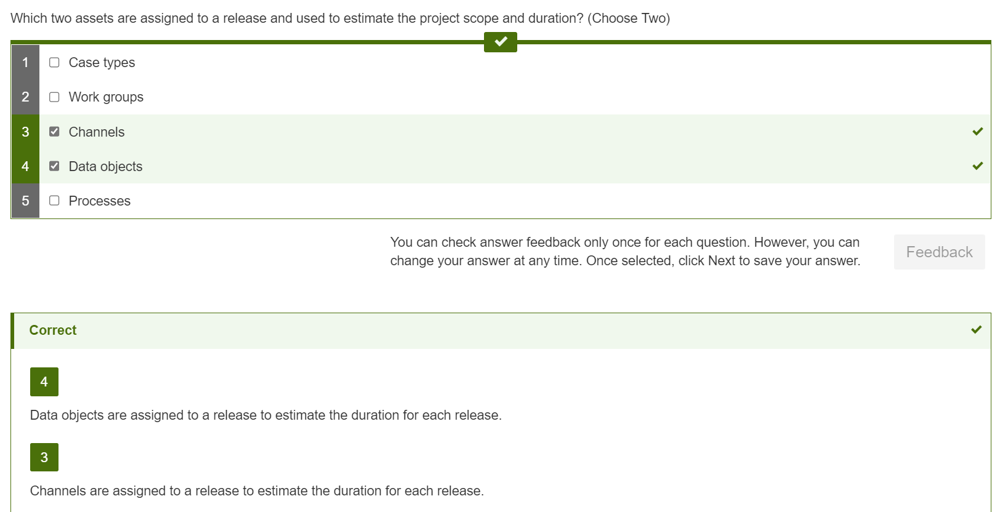 Which two assets are assigned to a release and used to estimate the project scope and duration? (Choose Two)
1 Case types
2 Work groups
3 Channels
4 Data objects
5 Processes
You can check answer feedback only once for each question. However, you can
change your answer at any time. Once selected, click Next to save your answer.
Feedback
Correct
4
Data objects are assigned to a release to estimate the duration for each release.
3
Channels are assigned to a release to estimate the duration for each release.